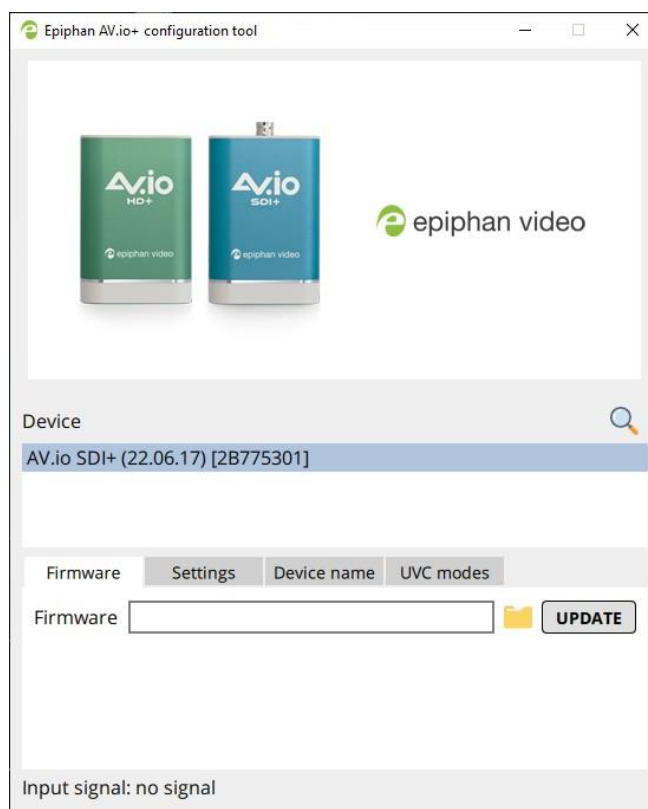 Epiphan AV.io+ configuration tool
AV.io
HD+
epiphan video
AV.io
SDI+
epiphan video
epiphan video
Device
AV.io SDI+ (22.06.17) [2B775301]
Firmware Settings Device name UVC modes
Firmware UPDATE
Input signal: no signal